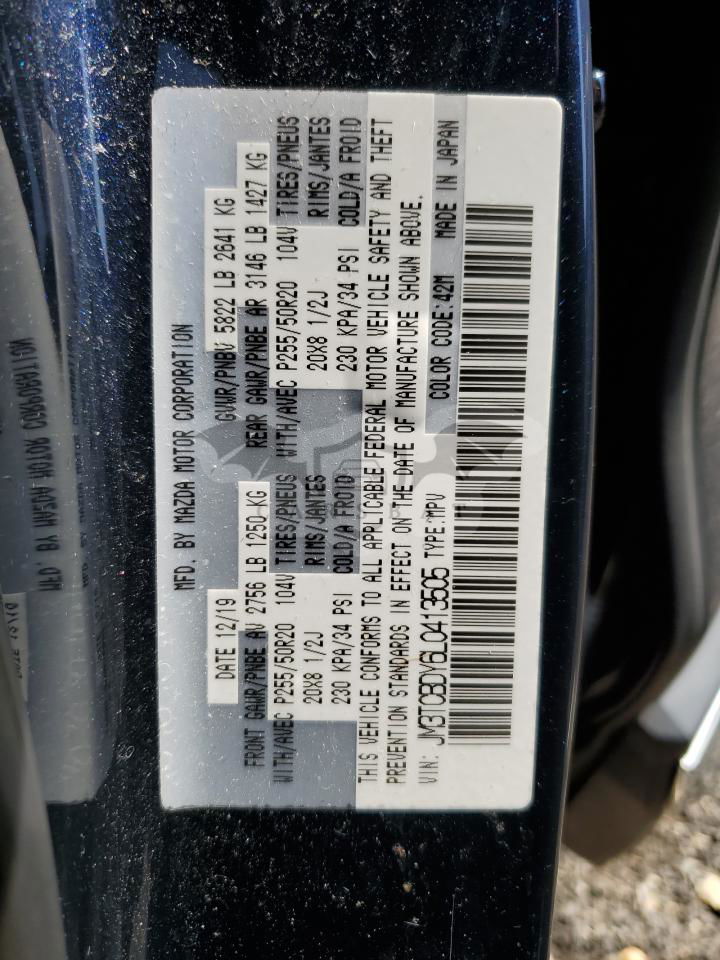 MFD. BY MAZDA MOTOR CORPORATION
DATE 12/19 GVWR/PNBV 5822 LB 2641 KG
FRONT GAWR/PNBE AV 2756 LB 1250 KG REAR GAWR/PNBE AR 3146 LB 1427 KG
WITH/AVEC P255/50R20 104V TIRES/PNEUS WITH/AVEC P255/50R20 104V TIRES/PNEUS
20X8 1/2J RIMS/JANTES 20X8 1/2J RIMS/JANTES
230 KPA/34 PSI COLD/A FROID 230 KPA/34 PSI COLD/A FROID
THIS VEHICLE CONFORMS TO ALL APPLICABLE FEDERAL MOTOR VEHICLE SAFETY AND THEFT
PREVENTION STANDARDS IN EFFECT ON THE DATE OF MANUFACTURE SHOWN ABOVE.
VIN: JM3TCBDY6L0413505 TYPE:MPV COLOR CODE:42M MADE IN JAPAN
MFD. BY MAZDA MOTOR CORPORATION